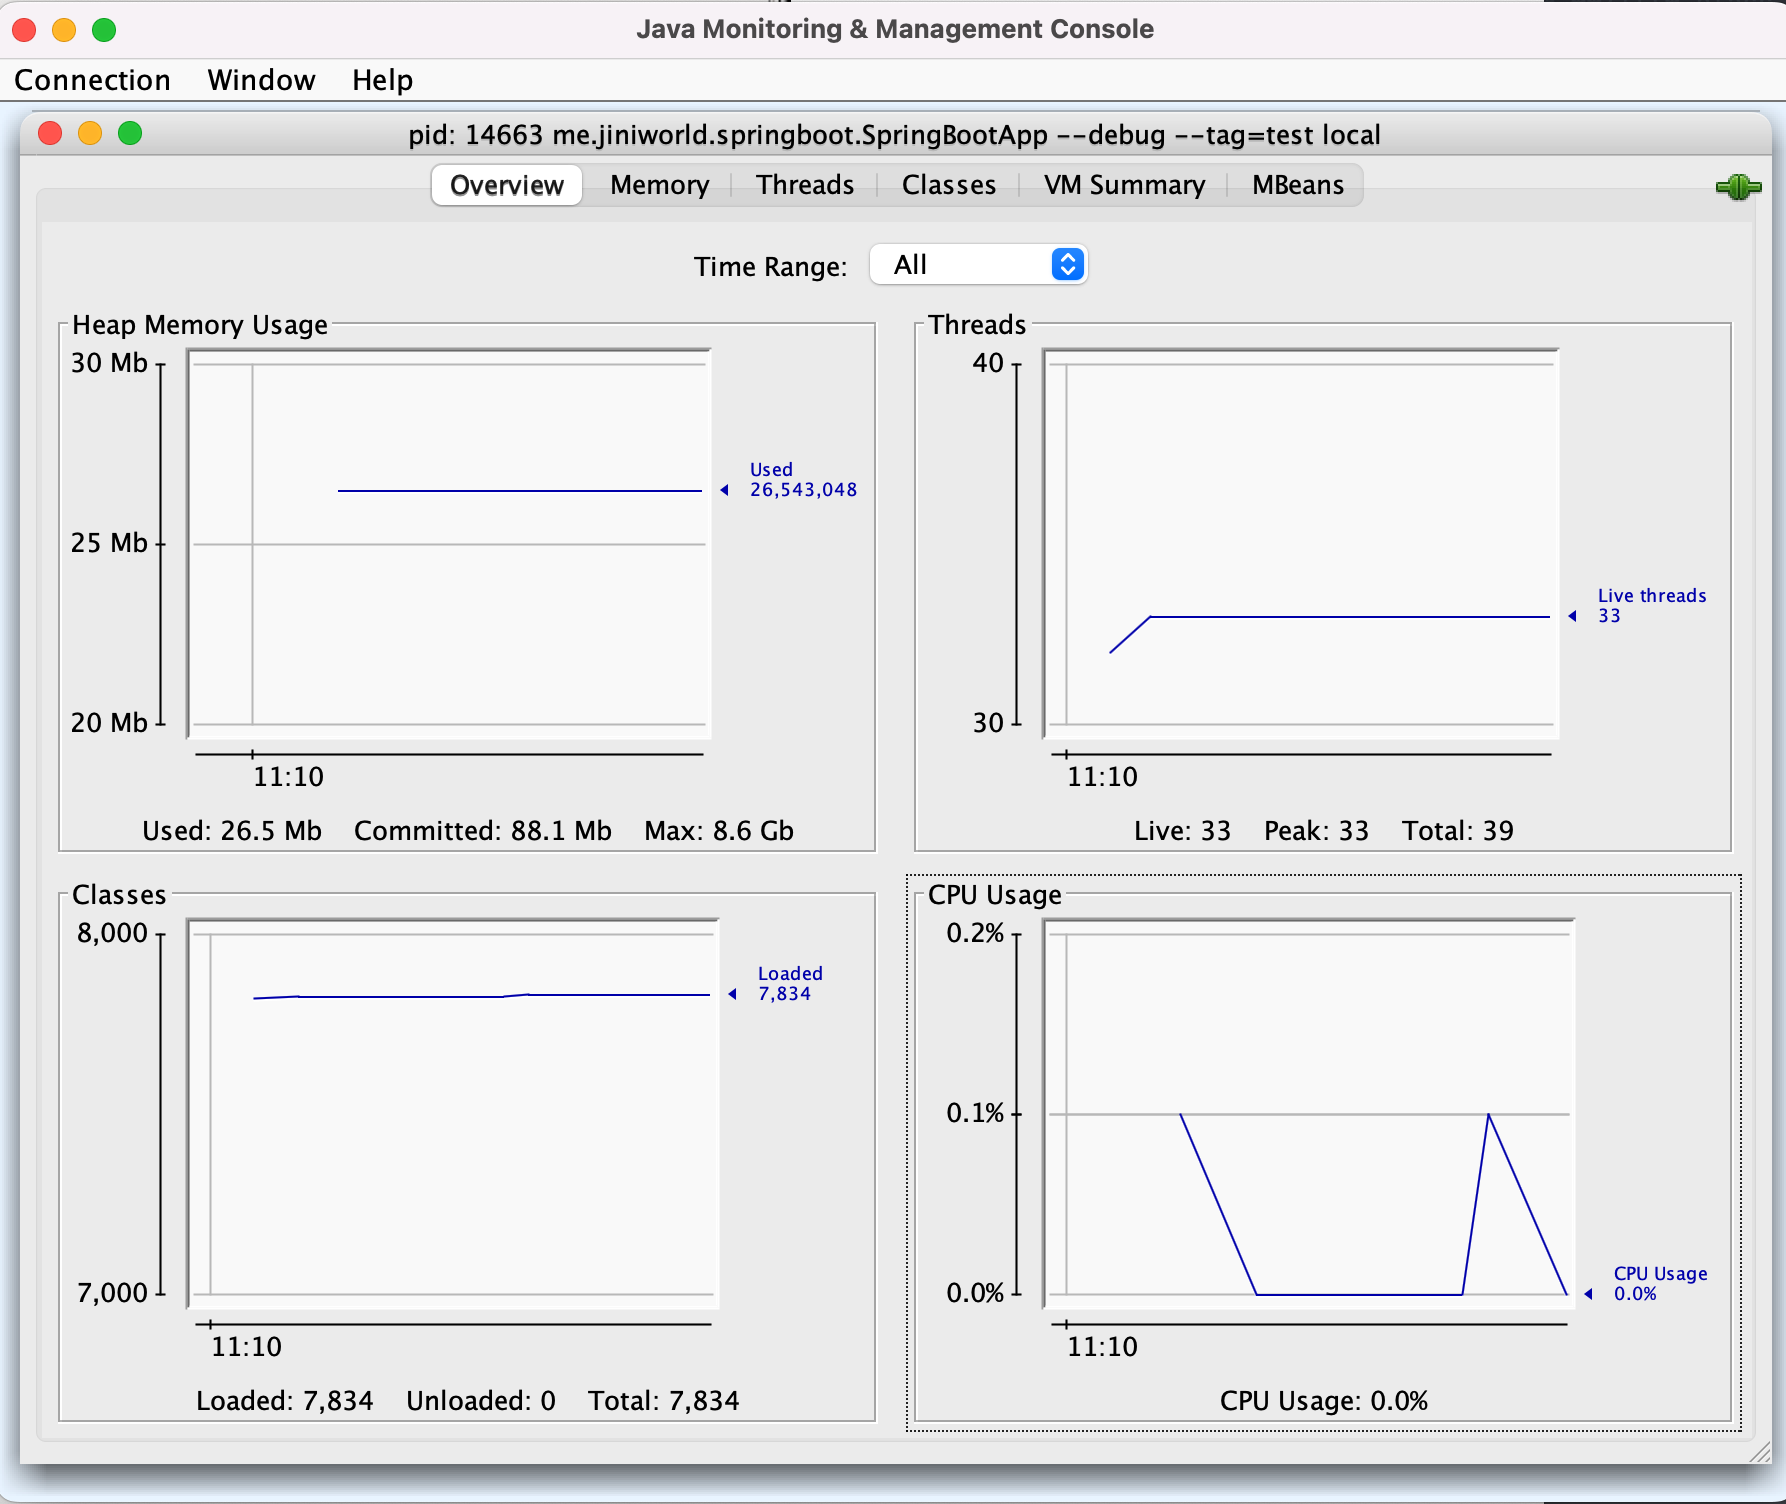 Java Monitoring & Management Console
Connection Window Help
pid: 14663 me.jiniworld.springboot.SpringBootApp --debug --tag=test local
Overview Memory Threads Classes VM Summary MBeans
Time Range: All
Heap Memory Usage
30 Mb
25 Mb
20 Mb
Used
26,543,048
11:10
Used: 26.5 Mb Committed: 88.1 Mb Max: 8.6 Gb
Threads
40
30
Live threads
33
11:10
Live: 33 Peak: 33 Total: 39
Classes
8,000
7,000
Loaded
7,834
11:10
Loaded: 7,834 Unloaded: 0 Total: 7,834
CPU Usage
0.2%
0.1%
0.0%
CPU Usage
0.0%
11:10
CPU Usage: 0.0%